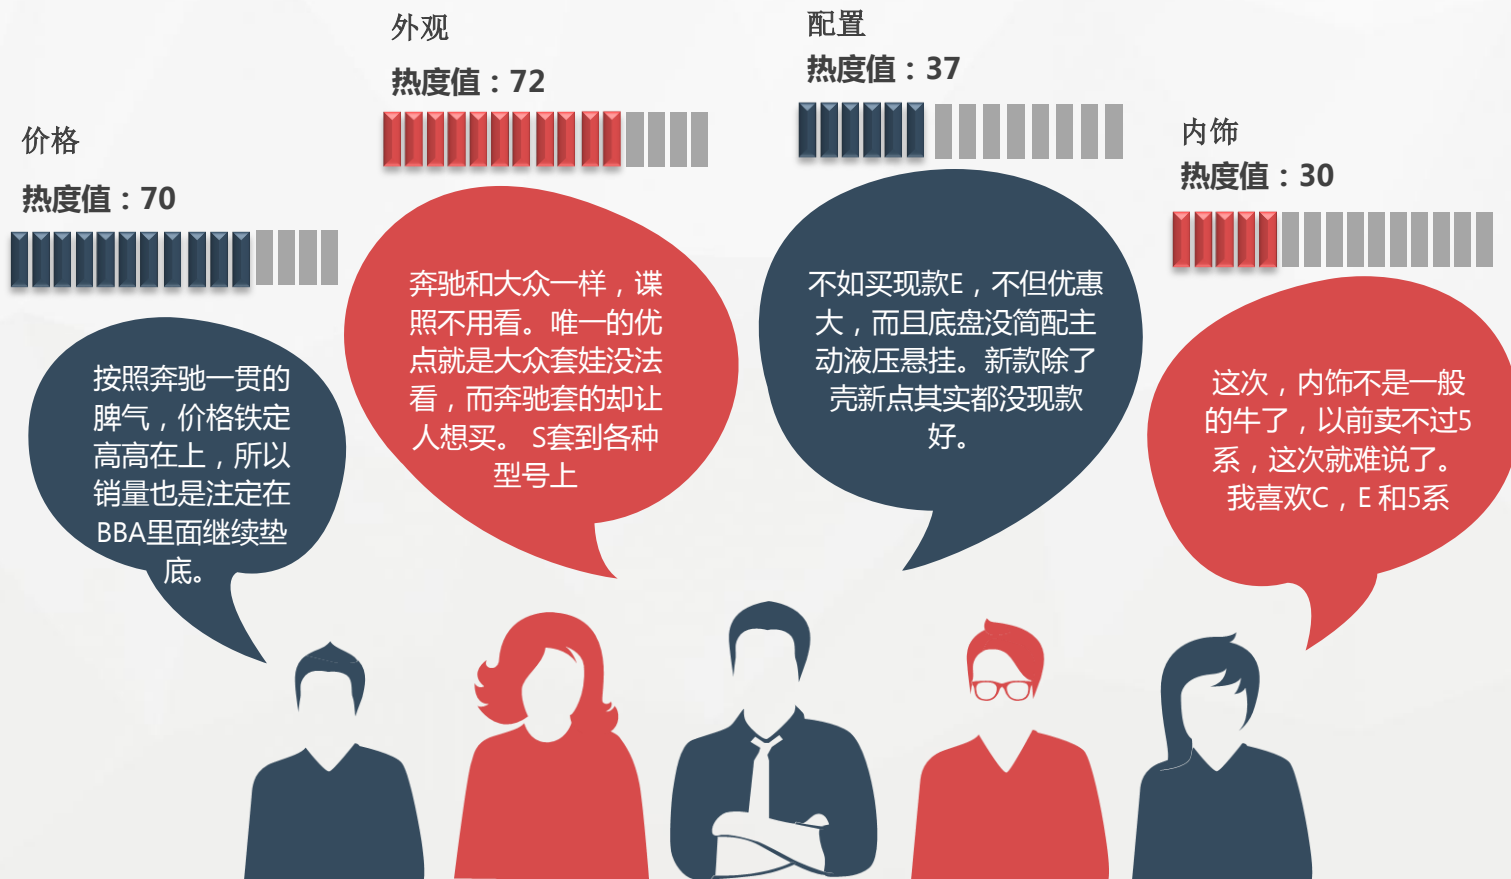 价格
热度值：70
按照奔驰一贯的
脾气，价格铁定
高高在上，所以
销量也是注定在
BBA里面继续垫
底。
外观
热度值：72
奔驰和大众一样，谍
照不用看。唯一的优
点就是大众套娃没法
看，而奔驰套的却让
人想买。 S套到各种
型号上
配置
热度值：37
不如买现款E，不但优惠
大，而且底盘没简配主
动液压悬挂。新款除了
壳新点其实都没现款
好。
内饰
热度值：30
这次，内饰不是一般
的牛了，以前卖不过5
系，这次就难说了。
我喜欢C，E 和5系